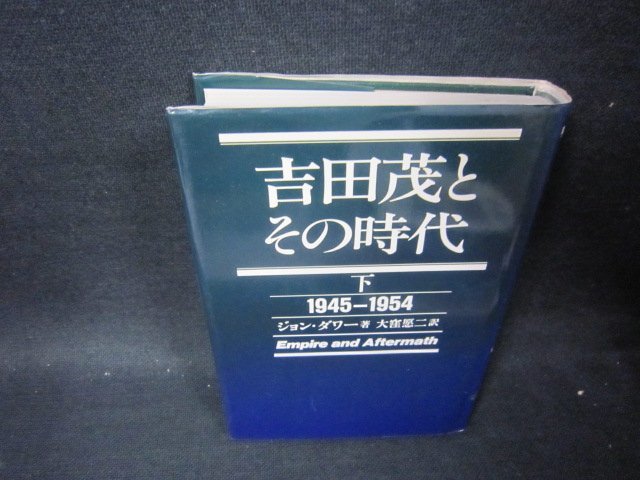 吉田茂と
その時代
下
1945–1954
ジョン・ダワー著 大窪愿二訳
Empire and Aftermath